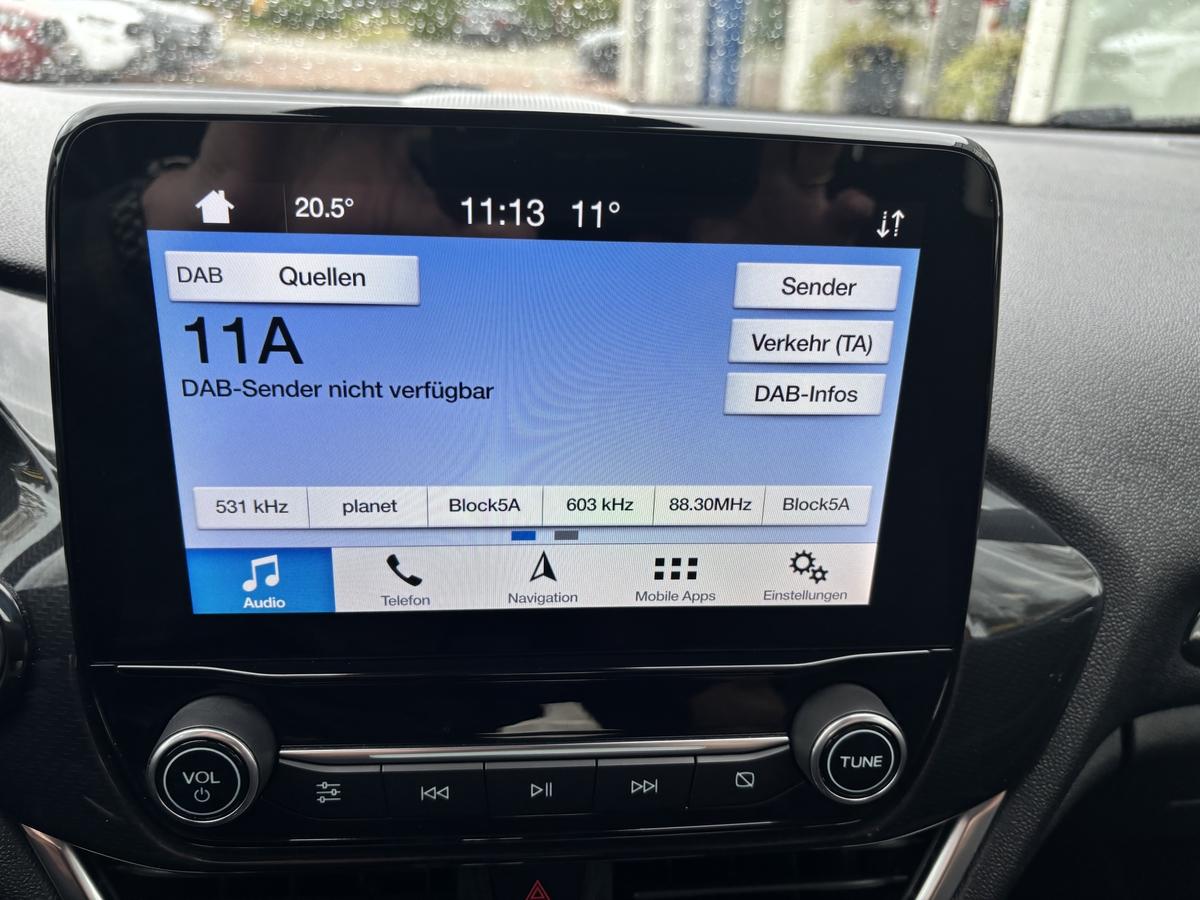 20.5° 11:13 11°
DAB Quellen
Sender
11A
Verkehr (TA)
DAB-Sender nicht verfügbar
DAB-Infos
531 kHz planet Block5A 603 kHz 88.30MHz Block5A
Audio Telefon Navigation Mobile Apps Einstellungen
VOL
TUNE